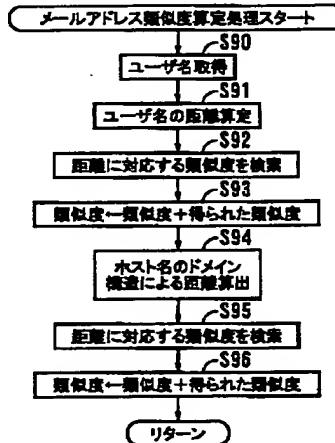 メールアドレス類似度算定処理スタート
S90
ユーザ名取得
S91
ユーザ名の距離算定
S92
距離に対応する類似度を検索
S93
類似度←類似度+得られた類似度
S94
ホスト名のドメイン
構造による距離算出
S95
距離に対応する類似度を検索
S96
類似度←類似度+得られた類似度
リターン